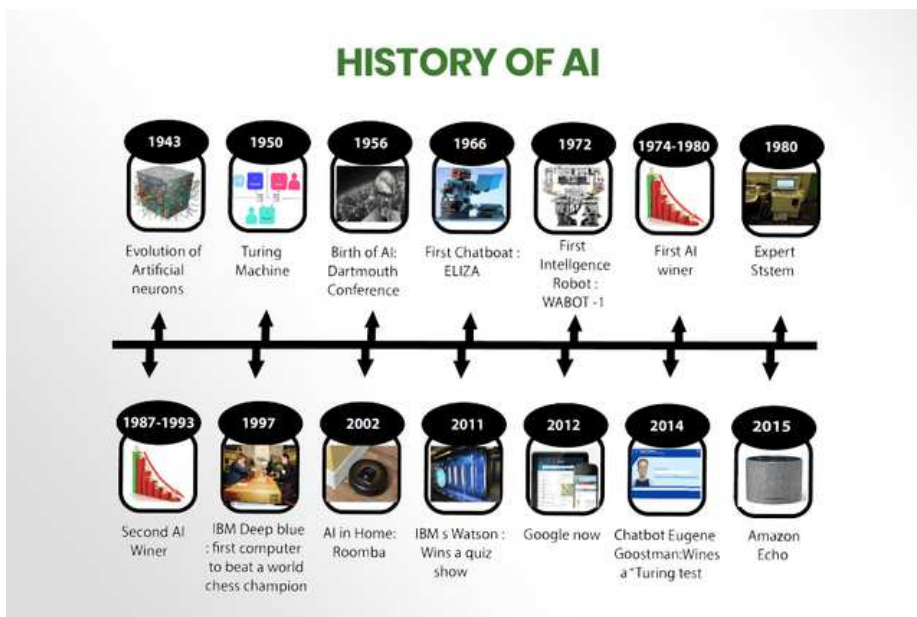 HISTORY OF AI
1943
1950
1956
1966
1972
1974-1980
1980
Evolution of
Artificial
neurons
Turing
Machine
Birth of AI:
Dartmouth
Conference
First Chatboat :
ELIZA
First
Intellgence
Robot :
WABOT -1
First AI
winer
Expert
Ststem
1987-1993
1997
2002
2011
2012
2014
2015
Second AI
Winer
IBM Deep blue
: first computer
to beat a world
chess champion
AI in Home:
Roomba
IBM s Watson :
Wins a quiz
show
Google now
Chatbot Eugene
Goostman:Wines
a "Turing test
Amazon
Echo